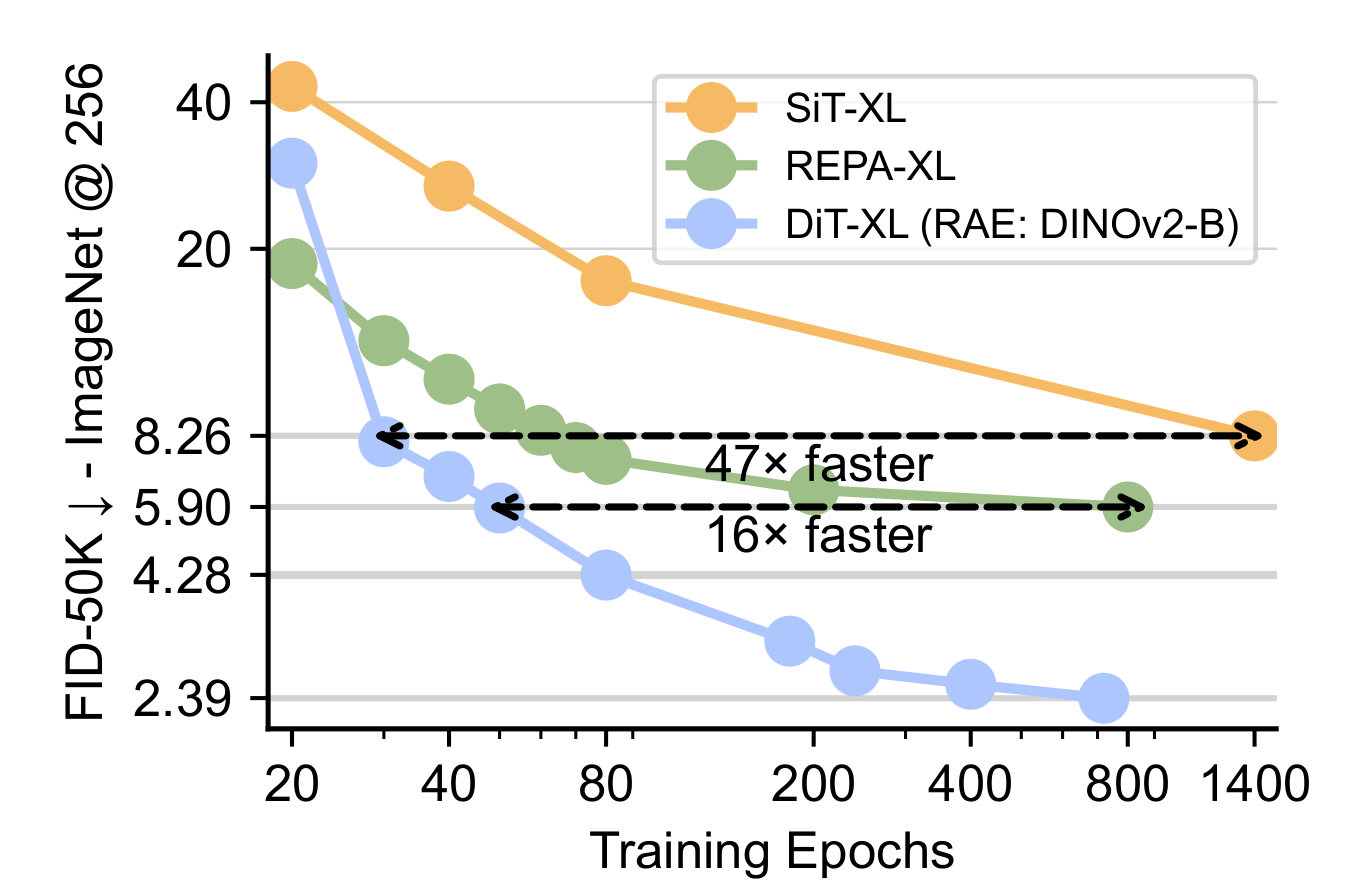 FID-50K ↓ - ImageNet @ 256
40
20
8.26
5.90
4.28
2.39
SiT-XL
REPA-XL
DiT-XL (RAE: DINOv2-B)
47× faster
16× faster
20 40 80 200 400 800 1400
Training Epochs